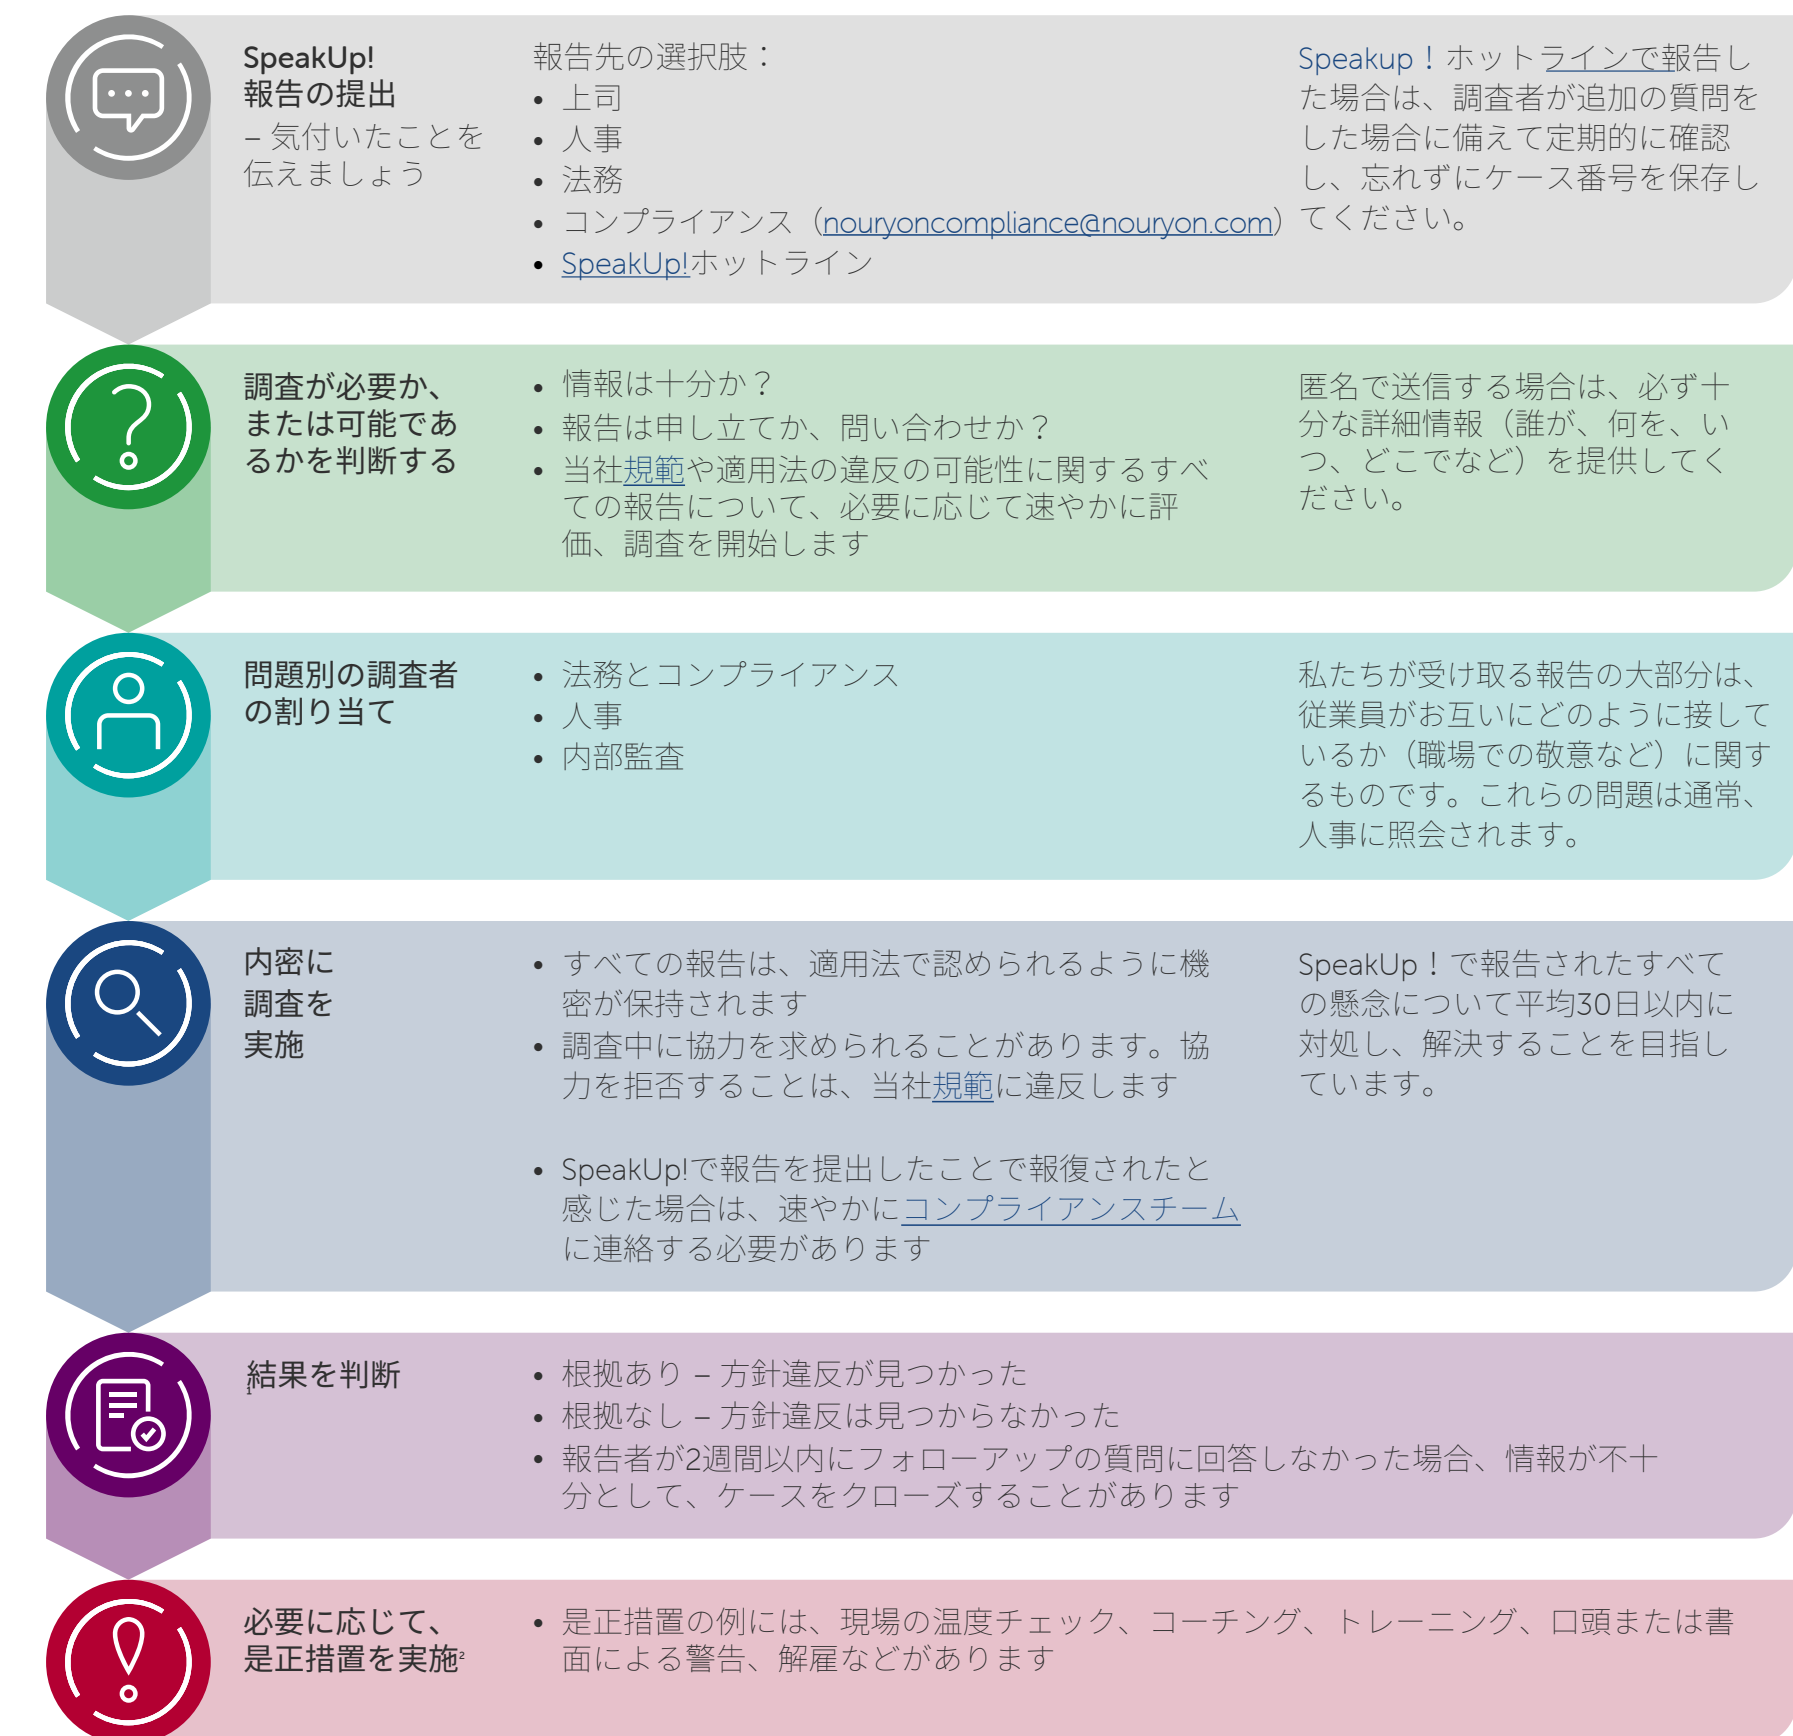 SpeakUp!
報告の提出
– 気付いたことを
伝えましょう
報告先の選択肢：
• 上司
• 人事
• 法務
• コンプライアンス（nouryoncompliance@nouryon.com）
• SpeakUp!ホットライン
Speakup！ホットラインで報告し
た場合は、調査者が追加の質問を
した場合に備えて定期的に確認
し、忘れずにケース番号を保存し
てください。
調査が必要か、
または可能であ
るかを判断する
• 情報は十分か？
• 報告は申し立てか、問い合わせか？
• 当社規範や適用法の違反の可能性に関するすべ
ての報告について、必要に応じて速やかに評
価、調査を開始します
匿名で送信する場合は、必ず十
分な詳細情報（誰が、何を、い
つ、どこでなど）を提供してく
ださい。
問題別の調査者
の割り当て
• 法務とコンプライアンス
• 人事
• 内部監査
私たちが受け取る報告の大部分は、
従業員がお互いにどのように接して
いるか（職場での敬意など）に関す
るものです。これらの問題は通常、
人事に照会されます。
内密に
調査を
実施
• すべての報告は、適用法で認められるように機
密が保持されます
• 調査中に協力を求められることがあります。協
力を拒否することは、当社規範に違反します
• SpeakUp!で報告を提出したことで報復されたと
感じた場合は、速やかにコンプライアンスチーム
に連絡する必要があります
SpeakUp！で報告されたすべて
の懸念について平均30日以内に
対処し、解決することを目指し
ています。
結果を判断
1
• 根拠あり – 方針違反が見つかった
• 根拠なし – 方針違反は見つからなかった
• 報告者が2週間以内にフォローアップの質問に回答しなかった場合、情報が不十
分として、ケースをクローズすることがあります
必要に応じて、
是正措置を実施²
• 是正措置の例には、現場の温度チェック、コーチング、トレーニング、口頭または書
面による警告、解雇などがあります